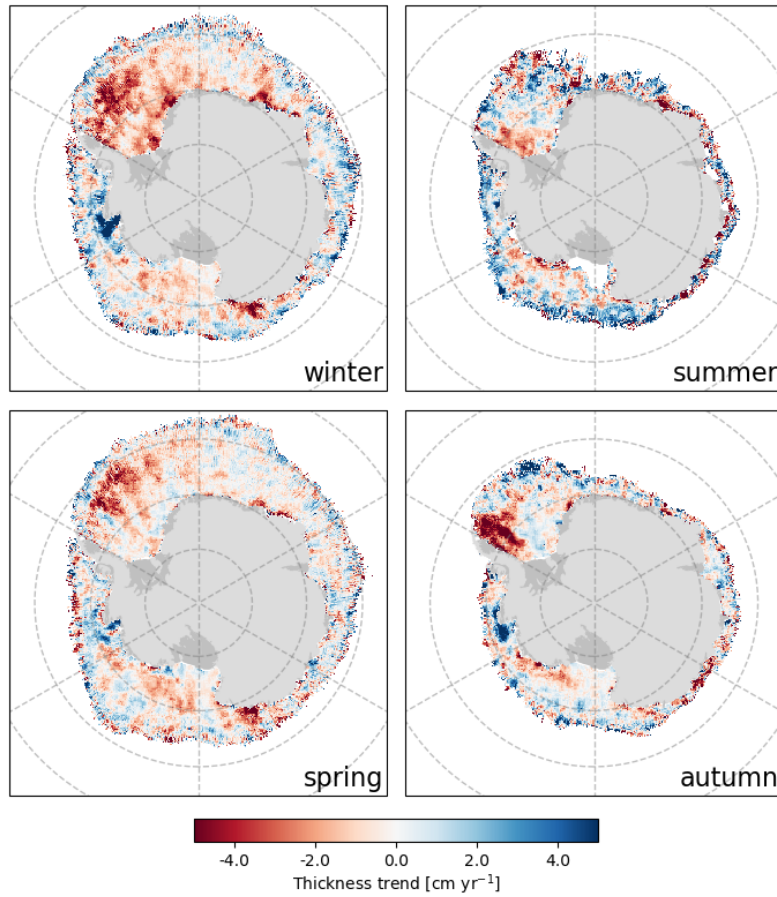 winter
summer
spring
autumn
-4.0 -2.0 0.0 2.0 4.0
Thickness trend [cm yr⁻¹]